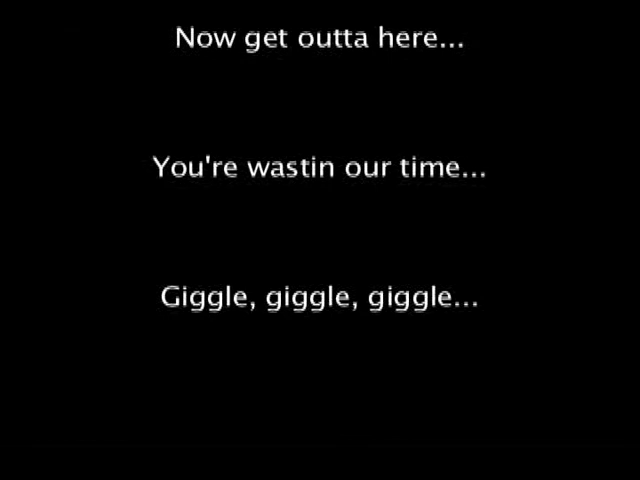 Now get outta here...
You're wastin our time...
Giggle, giggle, giggle...